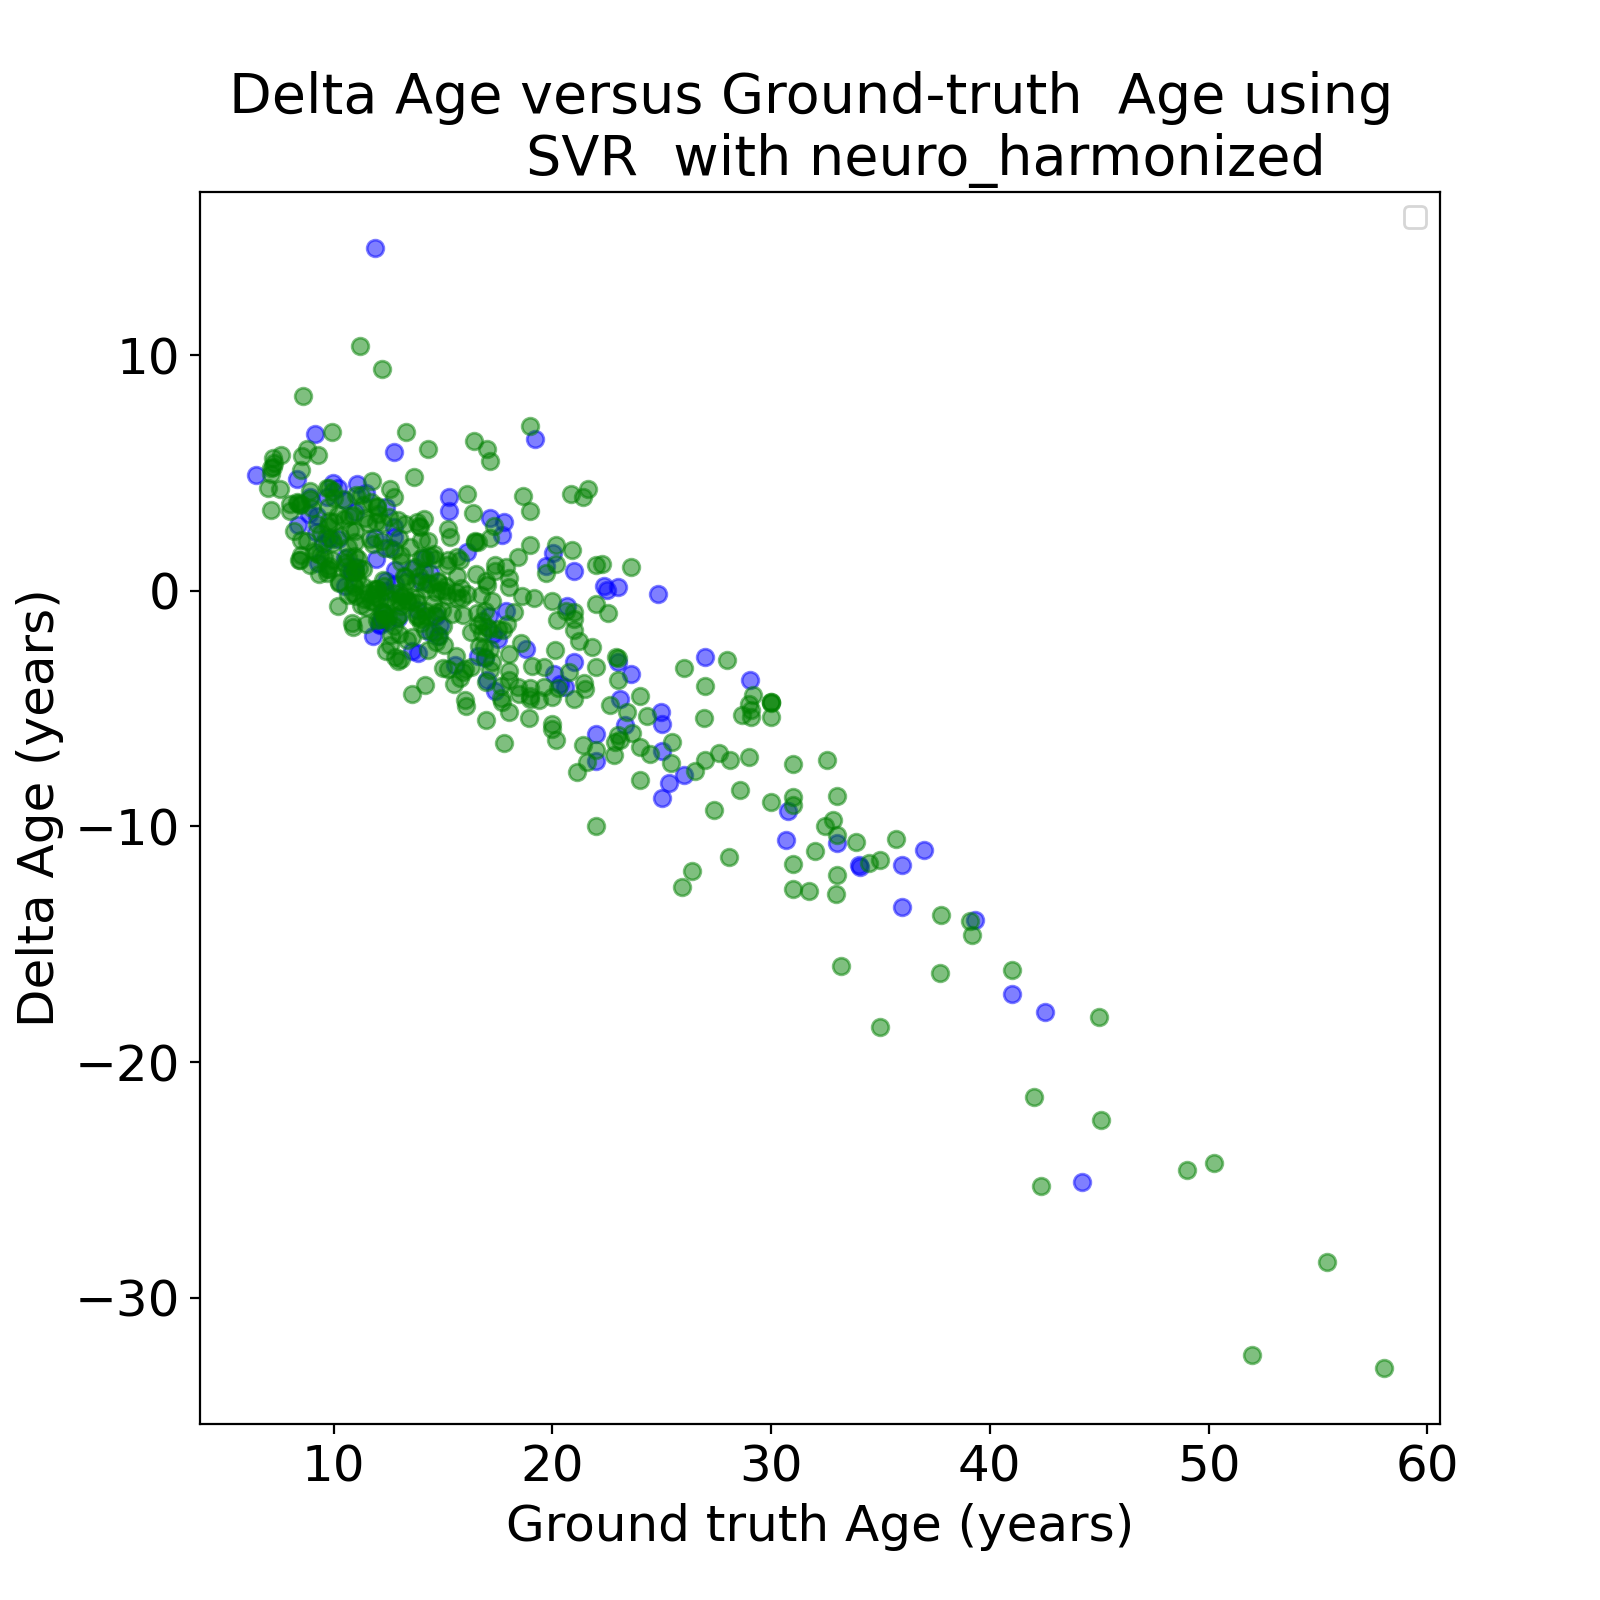 Delta Age versus Ground-truth  Age using
SVR  with neuro_harmonized
10
0
−10
−20
−30
Delta Age (years)
10 20 30 40 50 60
Ground truth Age (years)